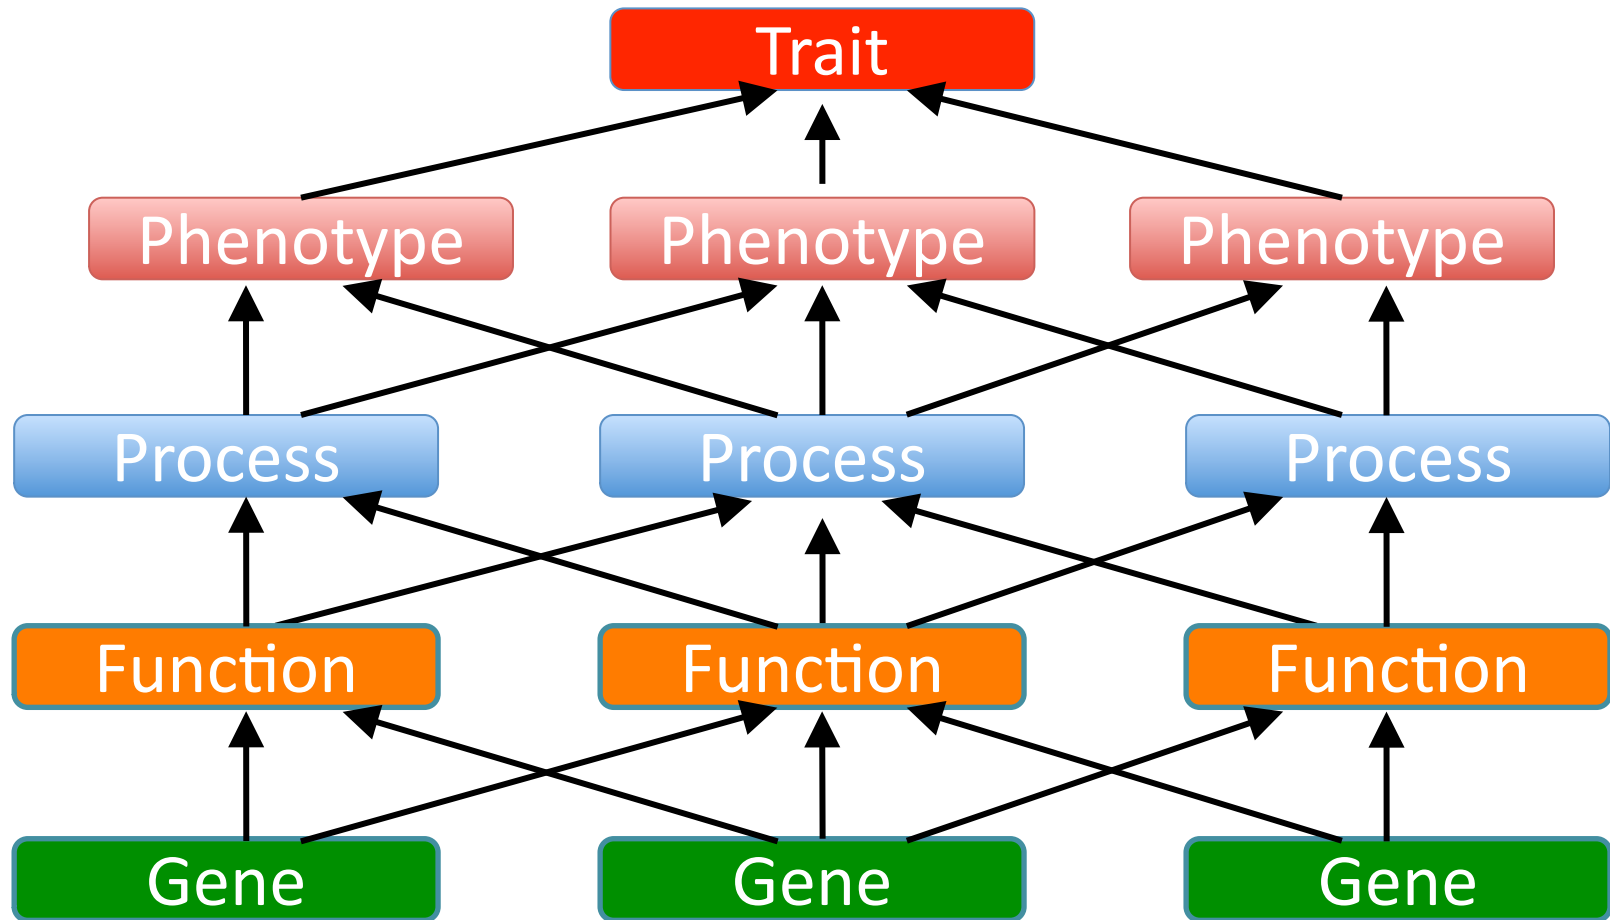 Trait
Phenotype Phenotype Phenotype
Process Process Process
Function Function Function
Gene Gene Gene